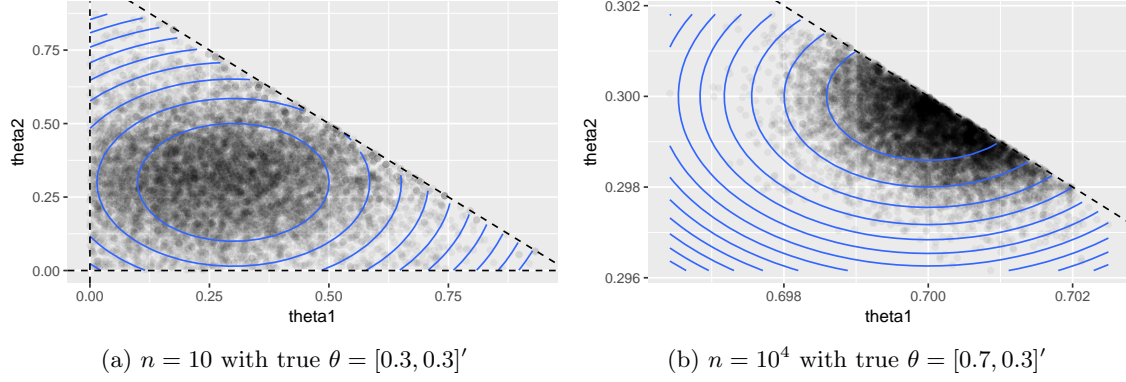 0.75
0.50
0.25
0.00
theta2
0.00
0.25
0.50
0.75
theta1
(a) n = 10 with true θ = [0.3, 0.3]′
0.302
0.300
0.298
0.296
theta2
0.698
0.700
0.702
theta1
(b) n = 10⁴ with true θ = [0.7, 0.3]′